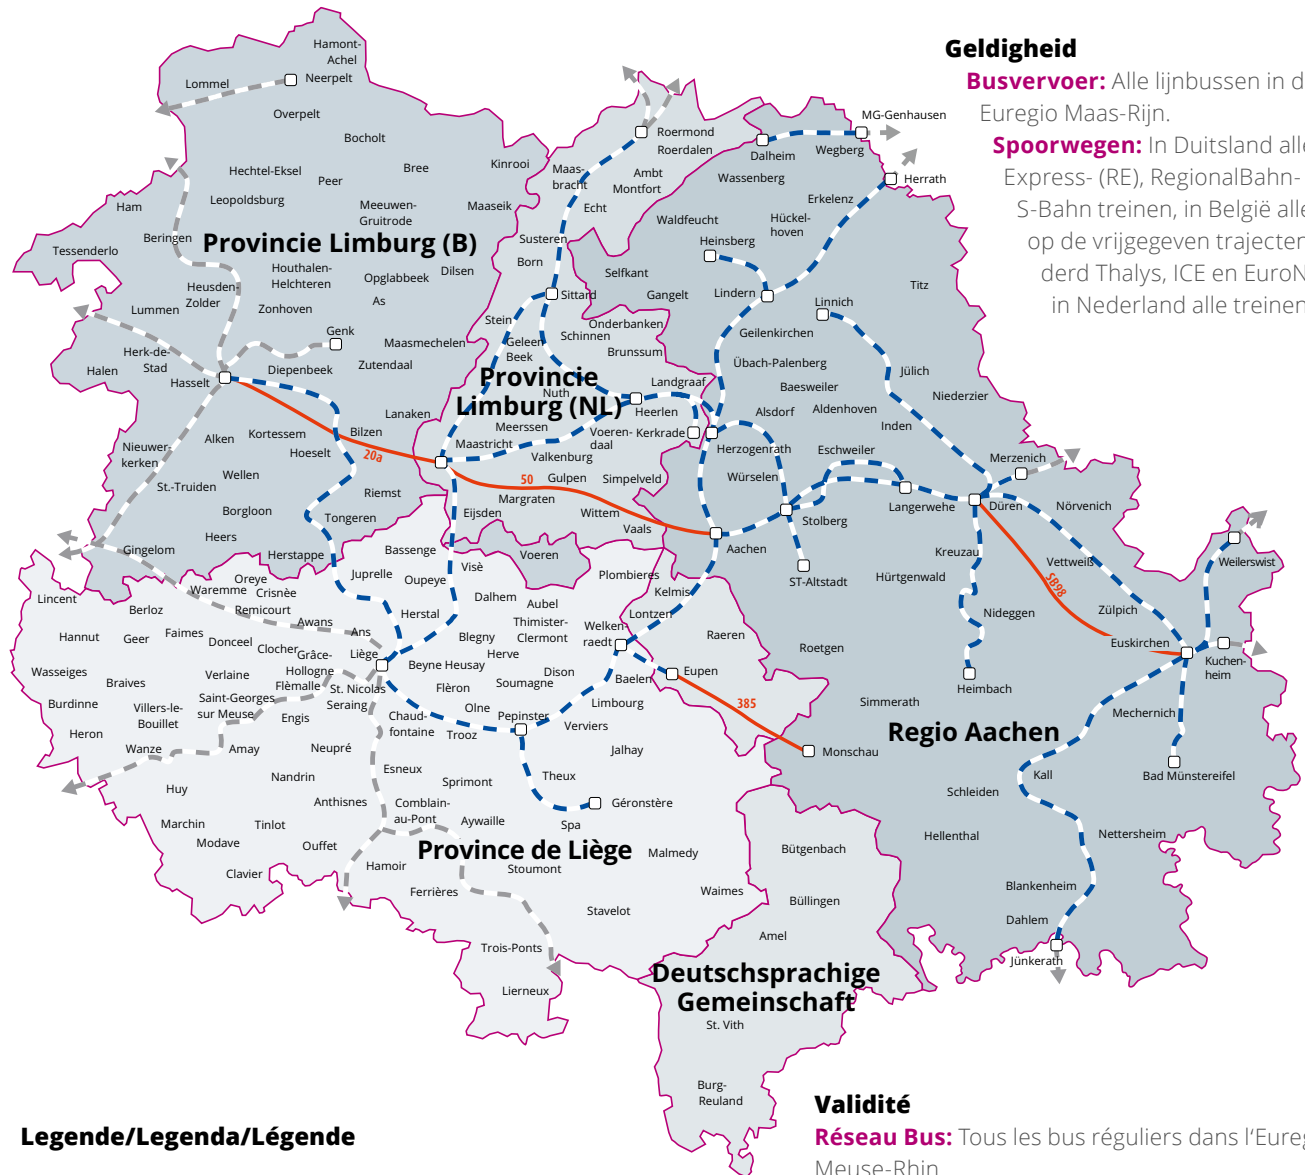 Geldigheid
Busvervoer: Alle lijnbussen in d
Euregio Maas-Rijn.
Spoorwegen: In Duitsland alle
Express- (RE), RegionalBahn-
S-Bahn treinen, in België alle
op de vrijgegeven trajecten
derd Thalys, ICE en EuroN
in Nederland alle treinen
Hamont-
Achel
Neerpelt
Lommel
Overpelt
Bocholt
Hechtel-Eksel
Peer
Bree
Kinrooi
Leopoldsburg
Meeuwen-
Gruitrode
Maaseik
Ham
Beringen
Tessenderlo
Provincie Limburg (B)
Houthalen-
Helchteren
Opglabbeek
Dilsen
Heusden-
Zolder
As
Lummen
Zonhoven
Genk
Maasmechelen
Herk-de-
Stad
Halen
Hasselt
Diepenbeek
Zutendaal
Lanaken
Nieuwer-
kerken
Alken
Kortessem
Bilzen
Hoeselt
20a
Wellen
St.-Truiden
Riemst
Borgloon
Tongeren
Heers
Herstappe
Gingelom
Roermond
Roerdalen
Maas-
bracht
Ambt
Montfort
Echt
Susteren
Born
Sittard
Stein
Geleen
Beek
Schinnen
Onderbanken
Brunssum
Provincie
Limburg (NL)
Nuth
Landgraaf
Heerlen
Meerssen
Voeren-
daal
Kerkrade
Maastricht
Valkenburg
50
Gulpen
Simpelveld
Margraten
Eijsden
Wittem
Vaals
Voeren
MG-Genhausen
Dalheim
Wegberg
Wassenberg
Herrath
Erkelenz
Waldfeucht
Hückel-
hoven
Heinsberg
Selfkant
Gangelt
Lindern
Linnich
Titz
Geilenkirchen
Übach-Palenberg
Jülich
Baesweiler
Niederzier
Alsdorf
Aldenhoven
Inden
Herzogenrath
Eschweiler
Merzenich
Würselen
Langerwehe
Düren
Nörvenich
Stolberg
Aachen
Kreuzau
Vettweiß
Weilerswist
ST-Altstadt
Hürtgenwald
SB98
Zülpich
Nideggen
Euskirchen
Roetgen
Kuchen-
heim
Heimbach
Simmerath
Mechernich
Regio Aachen
Monschau
Kall
Bad Münstereifel
Schleiden
Hellenthal
Nettersheim
Blankenheim
Dahlem
Jünkerath
Bassenge
Visè
Plombieres
Juprelle
Oupeye
Kelmis
Oreye
Waremme
Crisnèe
Remicourt
Lincent
Berloz
Dalhem
Aubel
Lontzen
Herstal
Thimister-
Clermont
Welken-
raedt
Raeren
Hannut
Geer
Faimes
Donceel
Awans
Ans
Blegny
Clocher
Grâce-
Hollogne
Liège
Herve
Beyne Heusay
Wasseiges
Verlaine
Flèmalle
St. Nicolas
Dison
Baelen
Eupen
Braives
Flèron
Soumagne
Burdinne
Saint-Georges
sur Meuse
Seraing
Limbourg
385
Villers-le-
Bouillet
Engis
Chaud-
fontaine
Olne
Pepinster
Verviers
Trooz
Heron
Wanze
Amay
Neupré
Jalhay
Esneux
Theux
Nandrin
Sprimont
Huy
Anthisnes
Comblain-
au-Pont
Géronstère
Aywaille
Spa
Marchin
Tinlot
Modave
Ouffet
Province de Liège
Malmedy
Clavier
Hamoir
Stoumont
Ferrières
Waimes
Stavelot
Trois-Ponts
Lierneux
Bütgenbach
Büllingen
Amel
Deutschsprachige
Gemeinschaft
St. Vith
Burg-
Reuland
Validité
Réseau Bus: Tous les bus réguliers dans l‘Eureg
Meuse-Rhin
Legende/Legenda/Légende